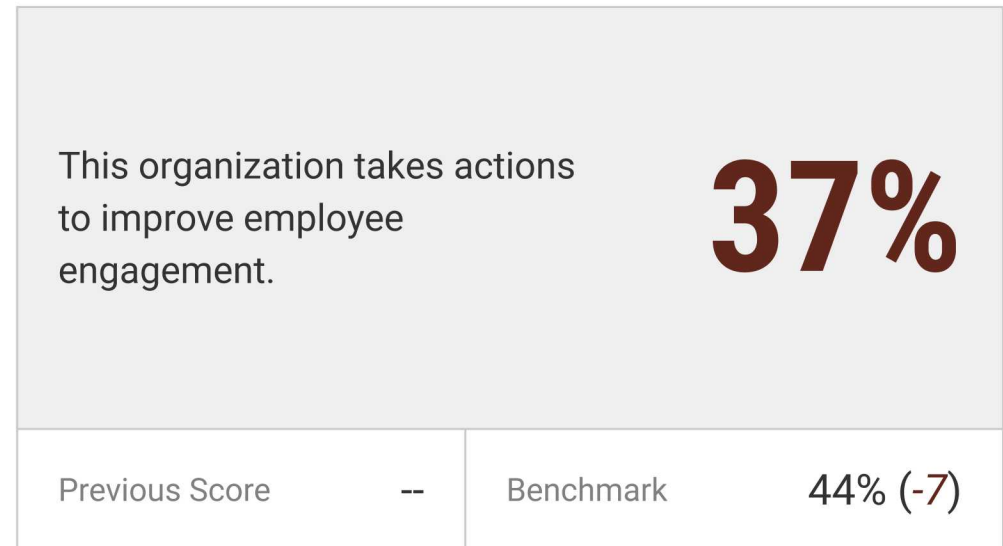 This organization takes actions
to improve employee
engagement.
37%
Previous Score --
Benchmark 44% (-7)